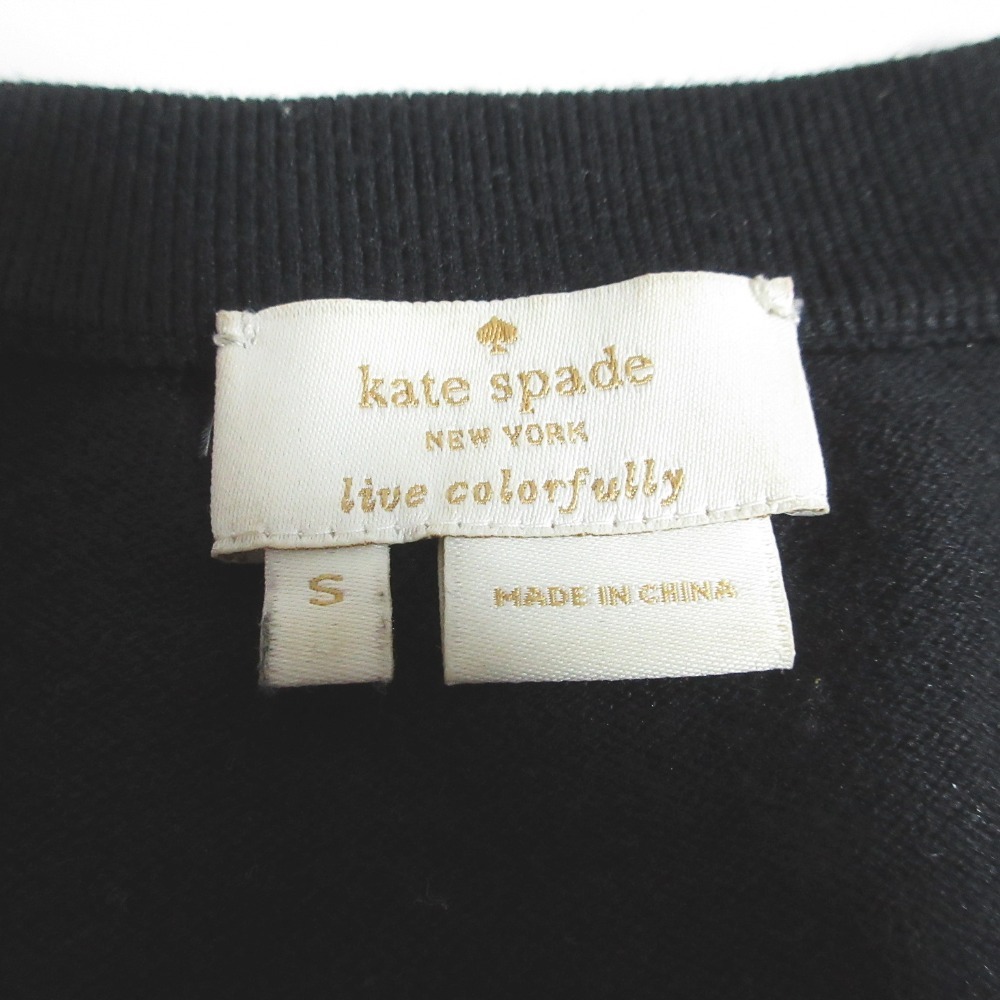 kate spade
NEW YORK
live colorfully
S
MADE IN CHINA